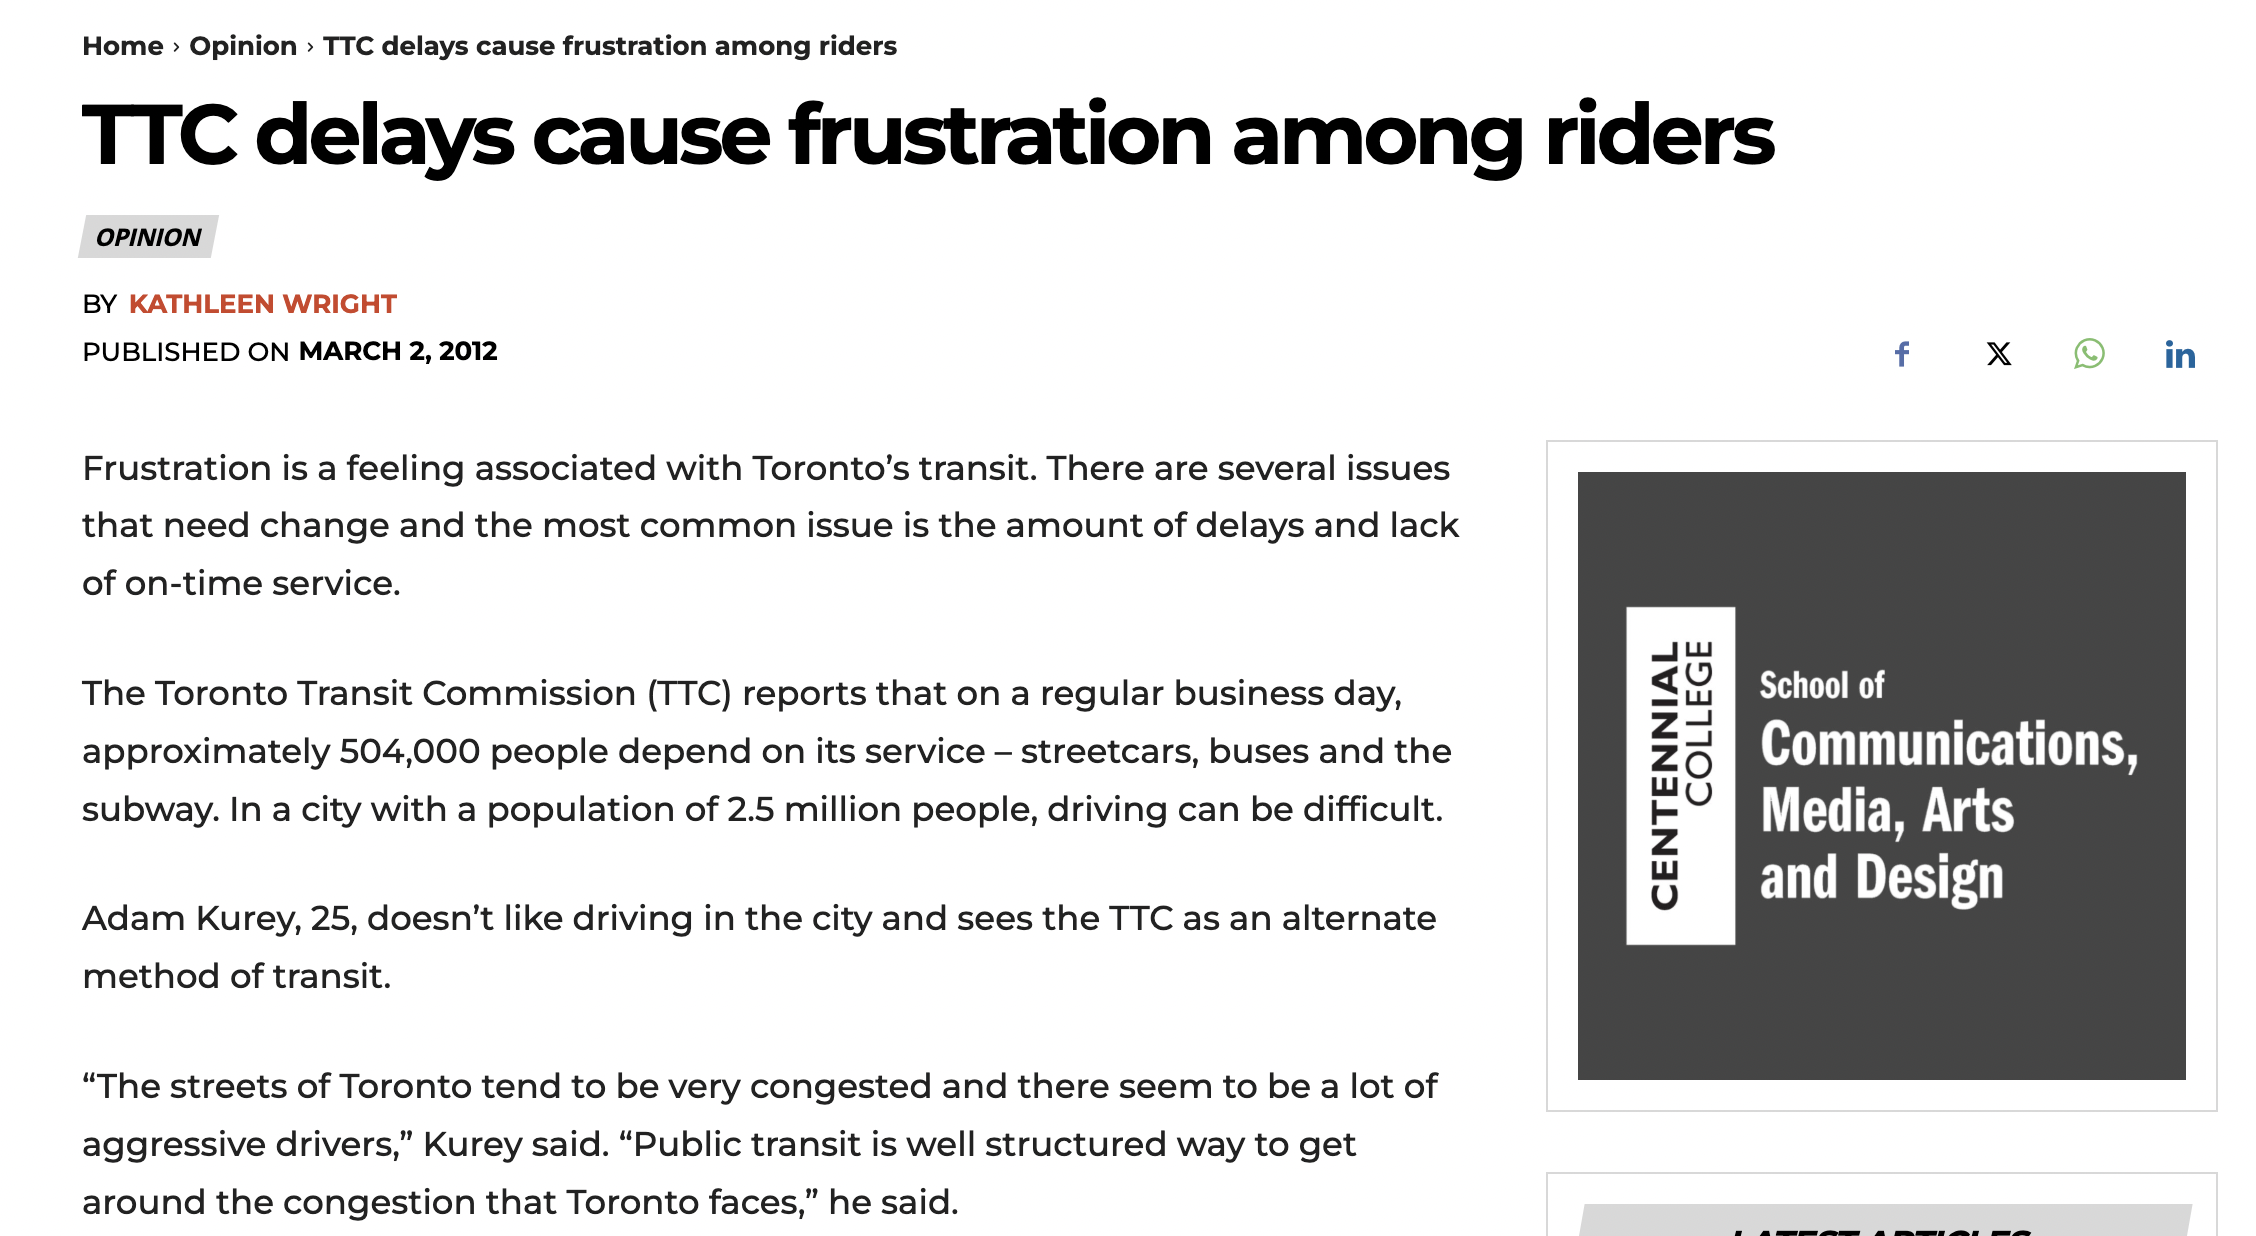 Home › Opinion › TTC delays cause frustration among riders
TTC delays cause frustration among riders
OPINION
BY KATHLEEN WRIGHT
PUBLISHED ON MARCH 2, 2012
f X in
Frustration is a feeling associated with Toronto’s transit. There are several issues
that need change and the most common issue is the amount of delays and lack
of on-time service.
The Toronto Transit Commission (TTC) reports that on a regular business day,
approximately 504,000 people depend on its service – streetcars, buses and the
subway. In a city with a population of 2.5 million people, driving can be difficult.
Adam Kurey, 25, doesn’t like driving in the city and sees the TTC as an alternate
method of transit.
“The streets of Toronto tend to be very congested and there seem to be a lot of
aggressive drivers,” Kurey said. “Public transit is well structured way to get
around the congestion that Toronto faces,” he said.
CENTENNIAL
COLLEGE
School of
Communications,
Media, Arts
and Design
LATEST ARTICLES